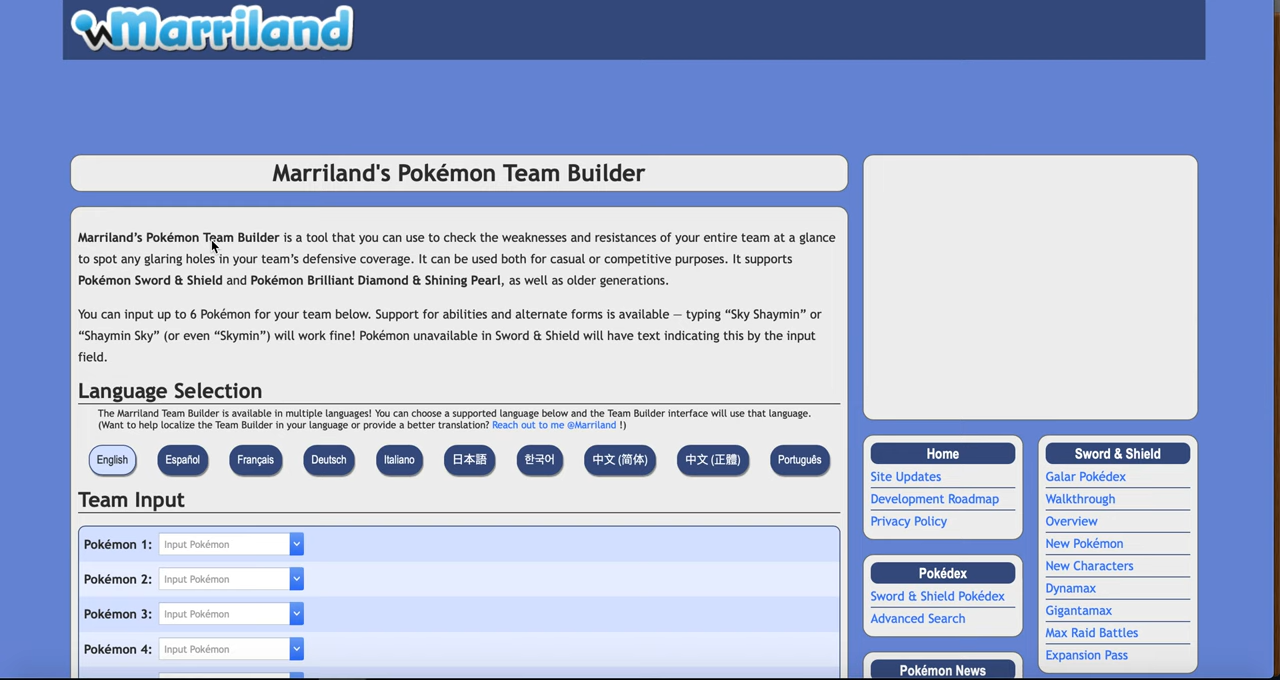 Marriland
Marriland's Pokémon Team Builder
Marriland's Pokémon Team Builder is a tool that you can use to check the weaknesses and resistances of your entire team at a glance
to spot any glaring holes in your team's defensive coverage. It can be used both for casual or competitive purposes. It supports
Pokémon Sword & Shield and Pokémon Brilliant Diamond & Shining Pearl, as well as older generations.
You can input up to 6 Pokémon for your team below. Support for abilities and alternate forms is available — typing “Sky Shaymin” or
“Shaymin Sky” (or even “Skymin”) will work fine! Pokémon unavailable in Sword & Shield will have text indicating this by the input
field.
Language Selection
The Marriland Team Builder is available in multiple languages! You can choose a supported language below and the Team Builder interface will use that language.
(Want to help localize the Team Builder in your language or provide a better translation? Reach out to me @Marriland !)
English Español Français Deutsch Italiano 日本語 한국어 中文 (简体) 中文 (正體) Português
Team Input
Pokémon 1: Input Pokémon
Pokémon 2: Input Pokémon
Pokémon 3: Input Pokémon
Pokémon 4: Input Pokémon
Home
Site Updates
Development Roadmap
Privacy Policy
Pokédex
Sword & Shield Pokédex
Advanced Search
Pokémon News
Sword & Shield
Galar Pokédex
Walkthrough
Overview
New Pokémon
New Characters
Dynamax
Gigantamax
Max Raid Battles
Expansion Pass